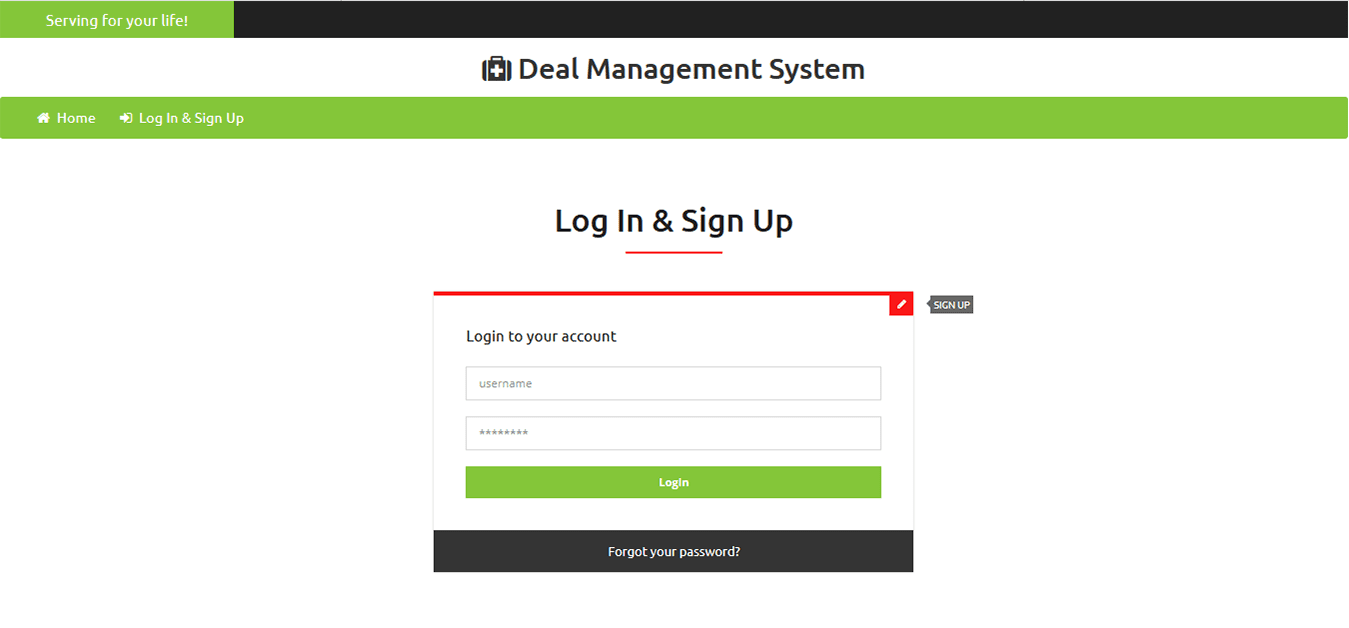 Serving for your life!
Deal Management System
Home
Log In & Sign Up
Log In & Sign Up
SIGN UP
Login to your account
username
********
Login
Forgot your password?